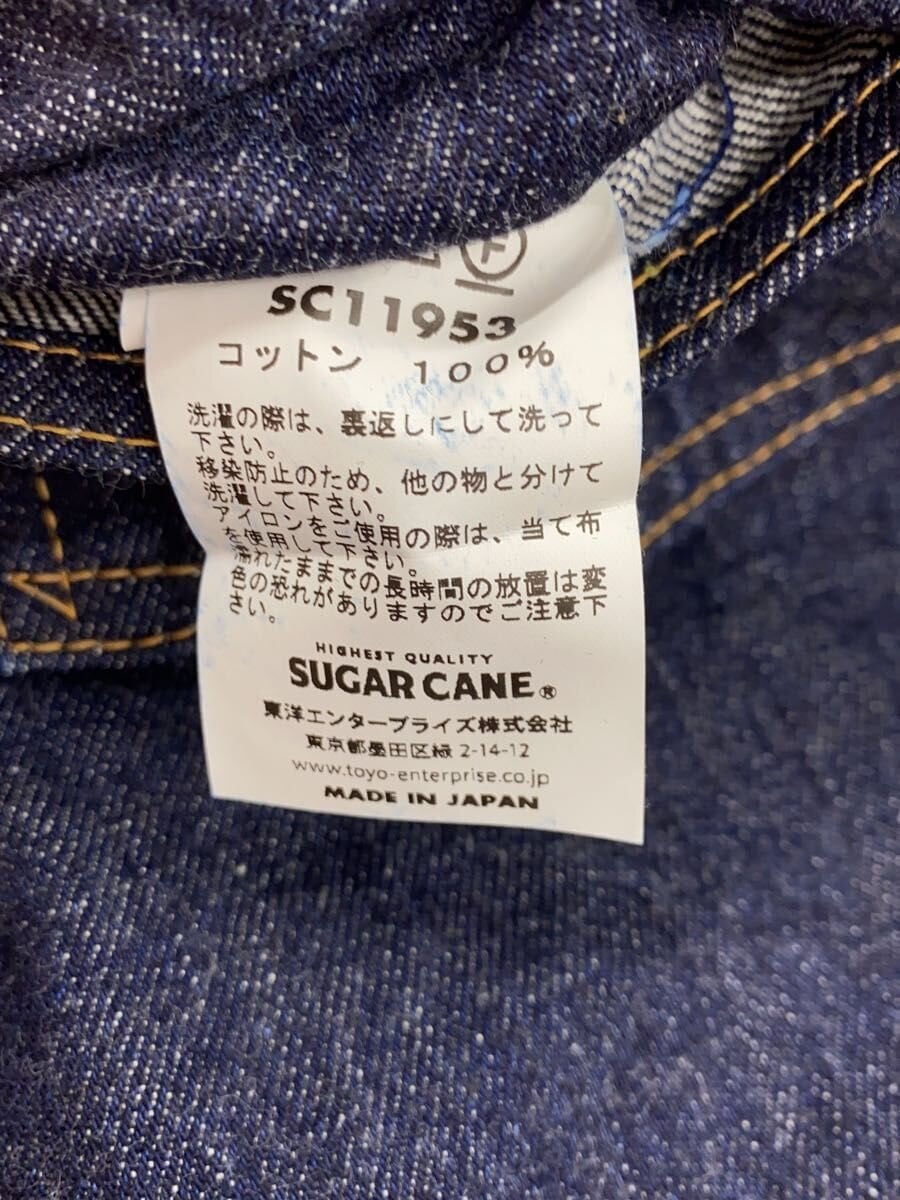 F
SC11953
コットン 100%
洗濯の際は、裏返しにして洗って
下さい。
移染防止のため、他の物と分けて
洗濯して下さい。
アイロンをご使用の際は、当て布
を使用して下さい。
濡れたままでの長時間の放置は変
色の恐れがありますのでご注意下
さい。
HIGHEST QUALITY
SUGAR CANE®
東洋エンタープライズ株式会社
東京都墨田区緑 2-14-12
www.toyo-enterprise.co.jp
MADE IN JAPAN